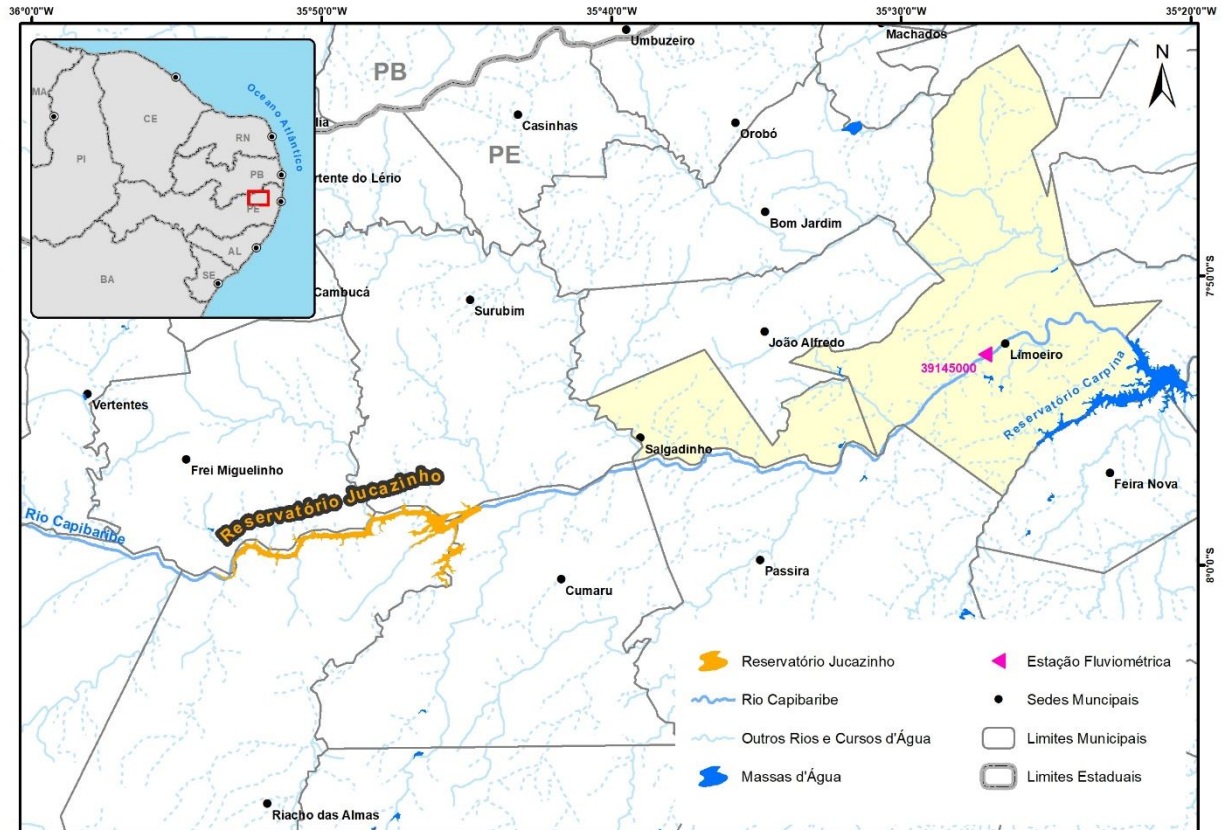 36°0'0"W
35°50'0"W
35°40'0"W
35°30'0"W
35°20'0"W
7°50'0"S
8°0'0"S
N
Oceano Atlântico
MA
CE
RN
PI
PB
PE
AL
SE
BA
PB
PE
Umbuzeiro
Machados
lia
Casinhas
Orobó
rtente do Lério
Bom Jardim
Cambucá
Surubim
João Alfredo
Limoeiro
39145000
Reservatório Carpina
Vertentes
Salgadinho
Frei Miguelinho
Feira Nova
Reservatório Jucazinho
Rio Capibaribe
Passira
Cumaru
Riacho das Almas
Reservatório Jucazinho
Rio Capibaribe
Outros Rios e Cursos d'Água
Massas d'Água
Estação Fluviométrica
Sedes Muncipais
Limites Municipais
Limites Estaduais